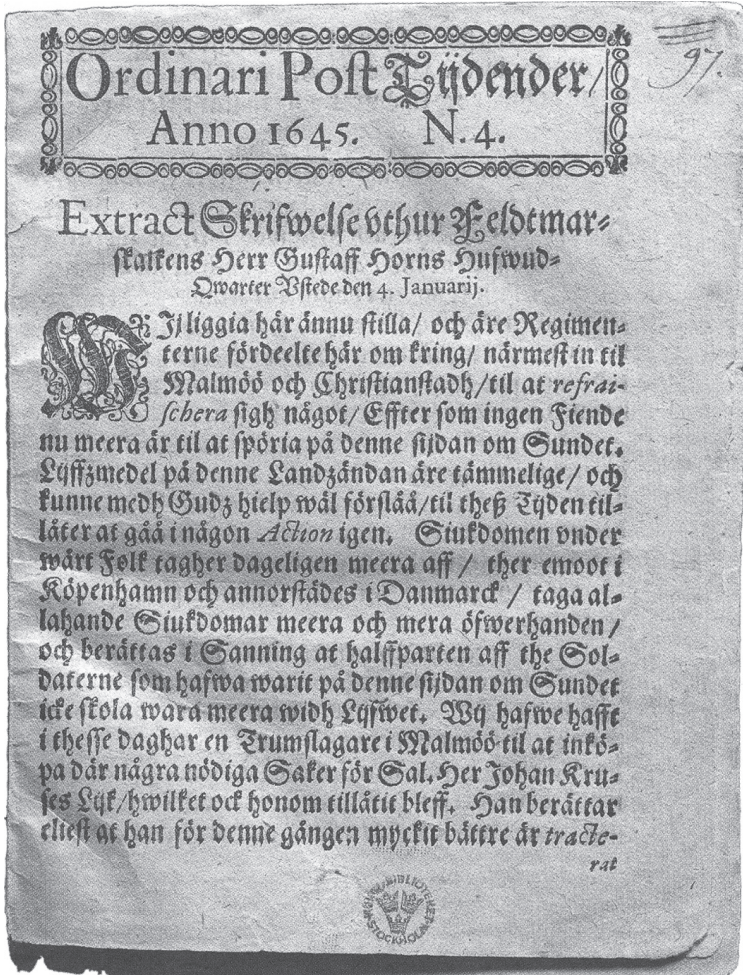 97.
Ordinari Post Tijdender/
Anno 1645. N. 4.
Extract Skrifwelse vthur Feldtmar-
skalkens Herr Gustaff Horns Hufwud-
Qwarter Vstede den 4. Januarij.
WIj liggia här ännu stilla/ och äre Regimen-
terne fördeelte här om kring/ närmest in til
Malmöö och Christianstadh/til at refrai-
schera sigh något/ Effter som ingen Fiende
nu meera är til at spöria på denne sijdan om Sundet.
Lijffzmedel på denne Landzändan äre tämmelige/ och
kunne medh Gudz hielp wäl förslåå/til theß Tijden til-
låter at gåå i någon Action igen. Siukdomen vnder
wårt Folk tagher dageligen meera aff/ ther emoot i
Köpenhamn och annorstädes i Danmarck/ taga al-
lahande Siukdomar meera och mera öfwerhanden/
och berättas i Sanning at halffparten aff the Sol-
daterne som hafwa warit på denne sijdan om Sundet
icke skola wara meera widh Lijfwet. Wij hafwe hafft
i thesse daghar en Trumslagare i Malmöö til at inkö-
pa där några nödiga Saker för Sal. Her Johan Kru-
ses Lijk/hwilket ock honom tillåtit bleff. Han berättar
eliest at han för denne gången myckit bättre är tracte-
rat
BIBLIOTEKET
STOCKHOLM